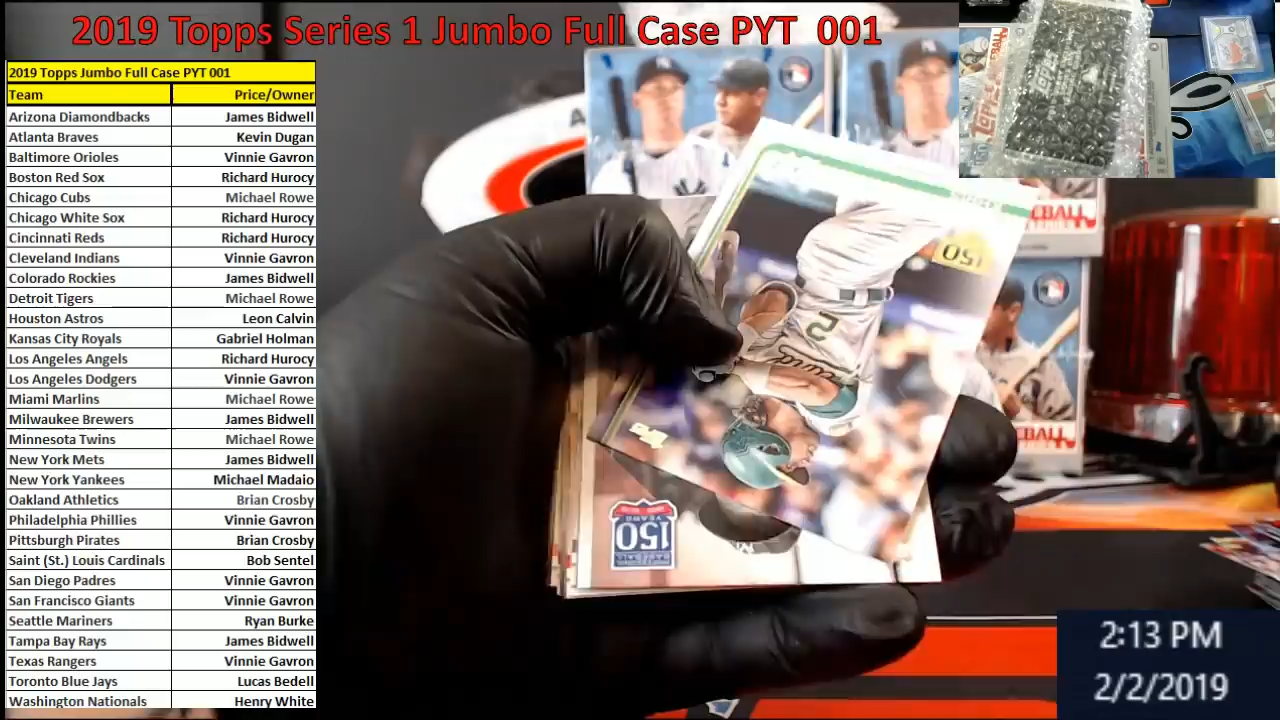 2019 Topps Series 1 Jumbo Full Case PYT 001
2019 Topps Jumbo Full Case PYT 001
Team Price/Owner
Arizona Diamondbacks James Bidwell
Atlanta Braves Kevin Dugan
Baltimore Orioles Vinnie Gavron
Boston Red Sox Richard Hurocy
Chicago Cubs Michael Rowe
Chicago White Sox Richard Hurocy
Cincinnati Reds Richard Hurocy
Cleveland Indians Vinnie Gavron
Colorado Rockies James Bidwell
Detroit Tigers Michael Rowe
Houston Astros Leon Calvin
Kansas City Royals Gabriel Holman
Los Angeles Angels Richard Hurocy
Los Angeles Dodgers Vinnie Gavron
Miami Marlins Michael Rowe
Milwaukee Brewers James Bidwell
Minnesota Twins Michael Rowe
New York Mets James Bidwell
New York Yankees Michael Madaio
Oakland Athletics Brian Crosby
Philadelphia Phillies Vinnie Gavron
Pittsburgh Pirates Brian Crosby
Saint (St.) Louis Cardinals Bob Sentel
San Diego Padres Vinnie Gavron
San Francisco Giants Vinnie Gavron
Seattle Mariners Ryan Burke
Tampa Bay Rays James Bidwell
Texas Rangers Vinnie Gavron
Toronto Blue Jays Lucas Bedell
Washington Nationals Henry White
Topps
150
2
150
YEARS
2:13 PM
2/2/2019